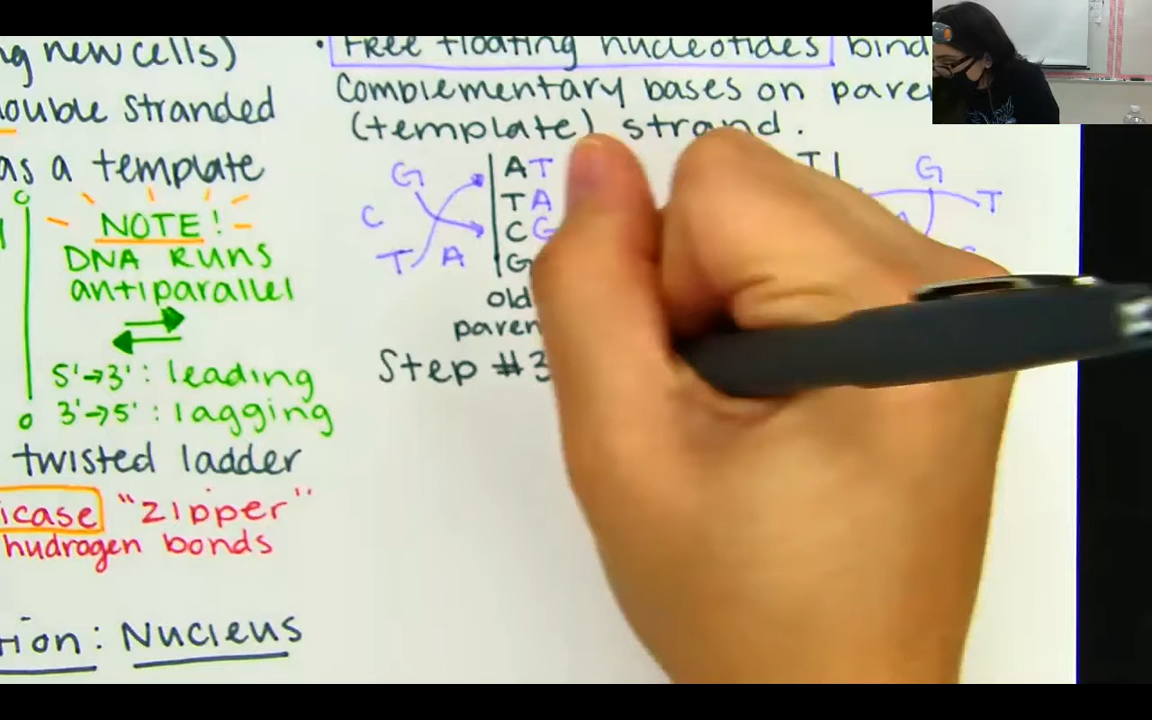 ng new cells)
ouble stranded
as a template
NOTE!
DNA RUNS
antiparallel
5'→3': leading
3'→5': lagging
twisted ladder
icase "zipper"
hydrogen bonds
tion: Nucleus
• Free floating nucleotides bind
Complementary bases on paren
(template) strand.
G
C
T A
A T
T A
C G
G
old
paren
Step #3
T
G
T